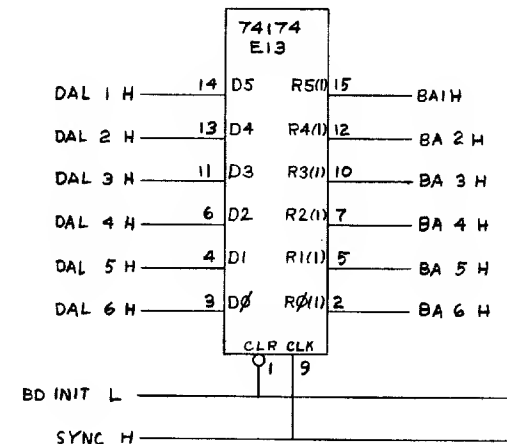 74174
E13
DAL 1 H 14 D5 R5(1) 15 BA1H
DAL 2 H 13 D4 R4(1) 12 BA 2 H
DAL 3 H 11 D3 R3(1) 10 BA 3 H
DAL 4 H 6 D2 R2(1) 7 BA 4 H
DAL 5 H 4 D1 R1(1) 5 BA 5 H
DAL 6 H 3 DØ RØ(1) 2 BA 6 H
CLR CLK
1 9
BD INIT L
SYNC H